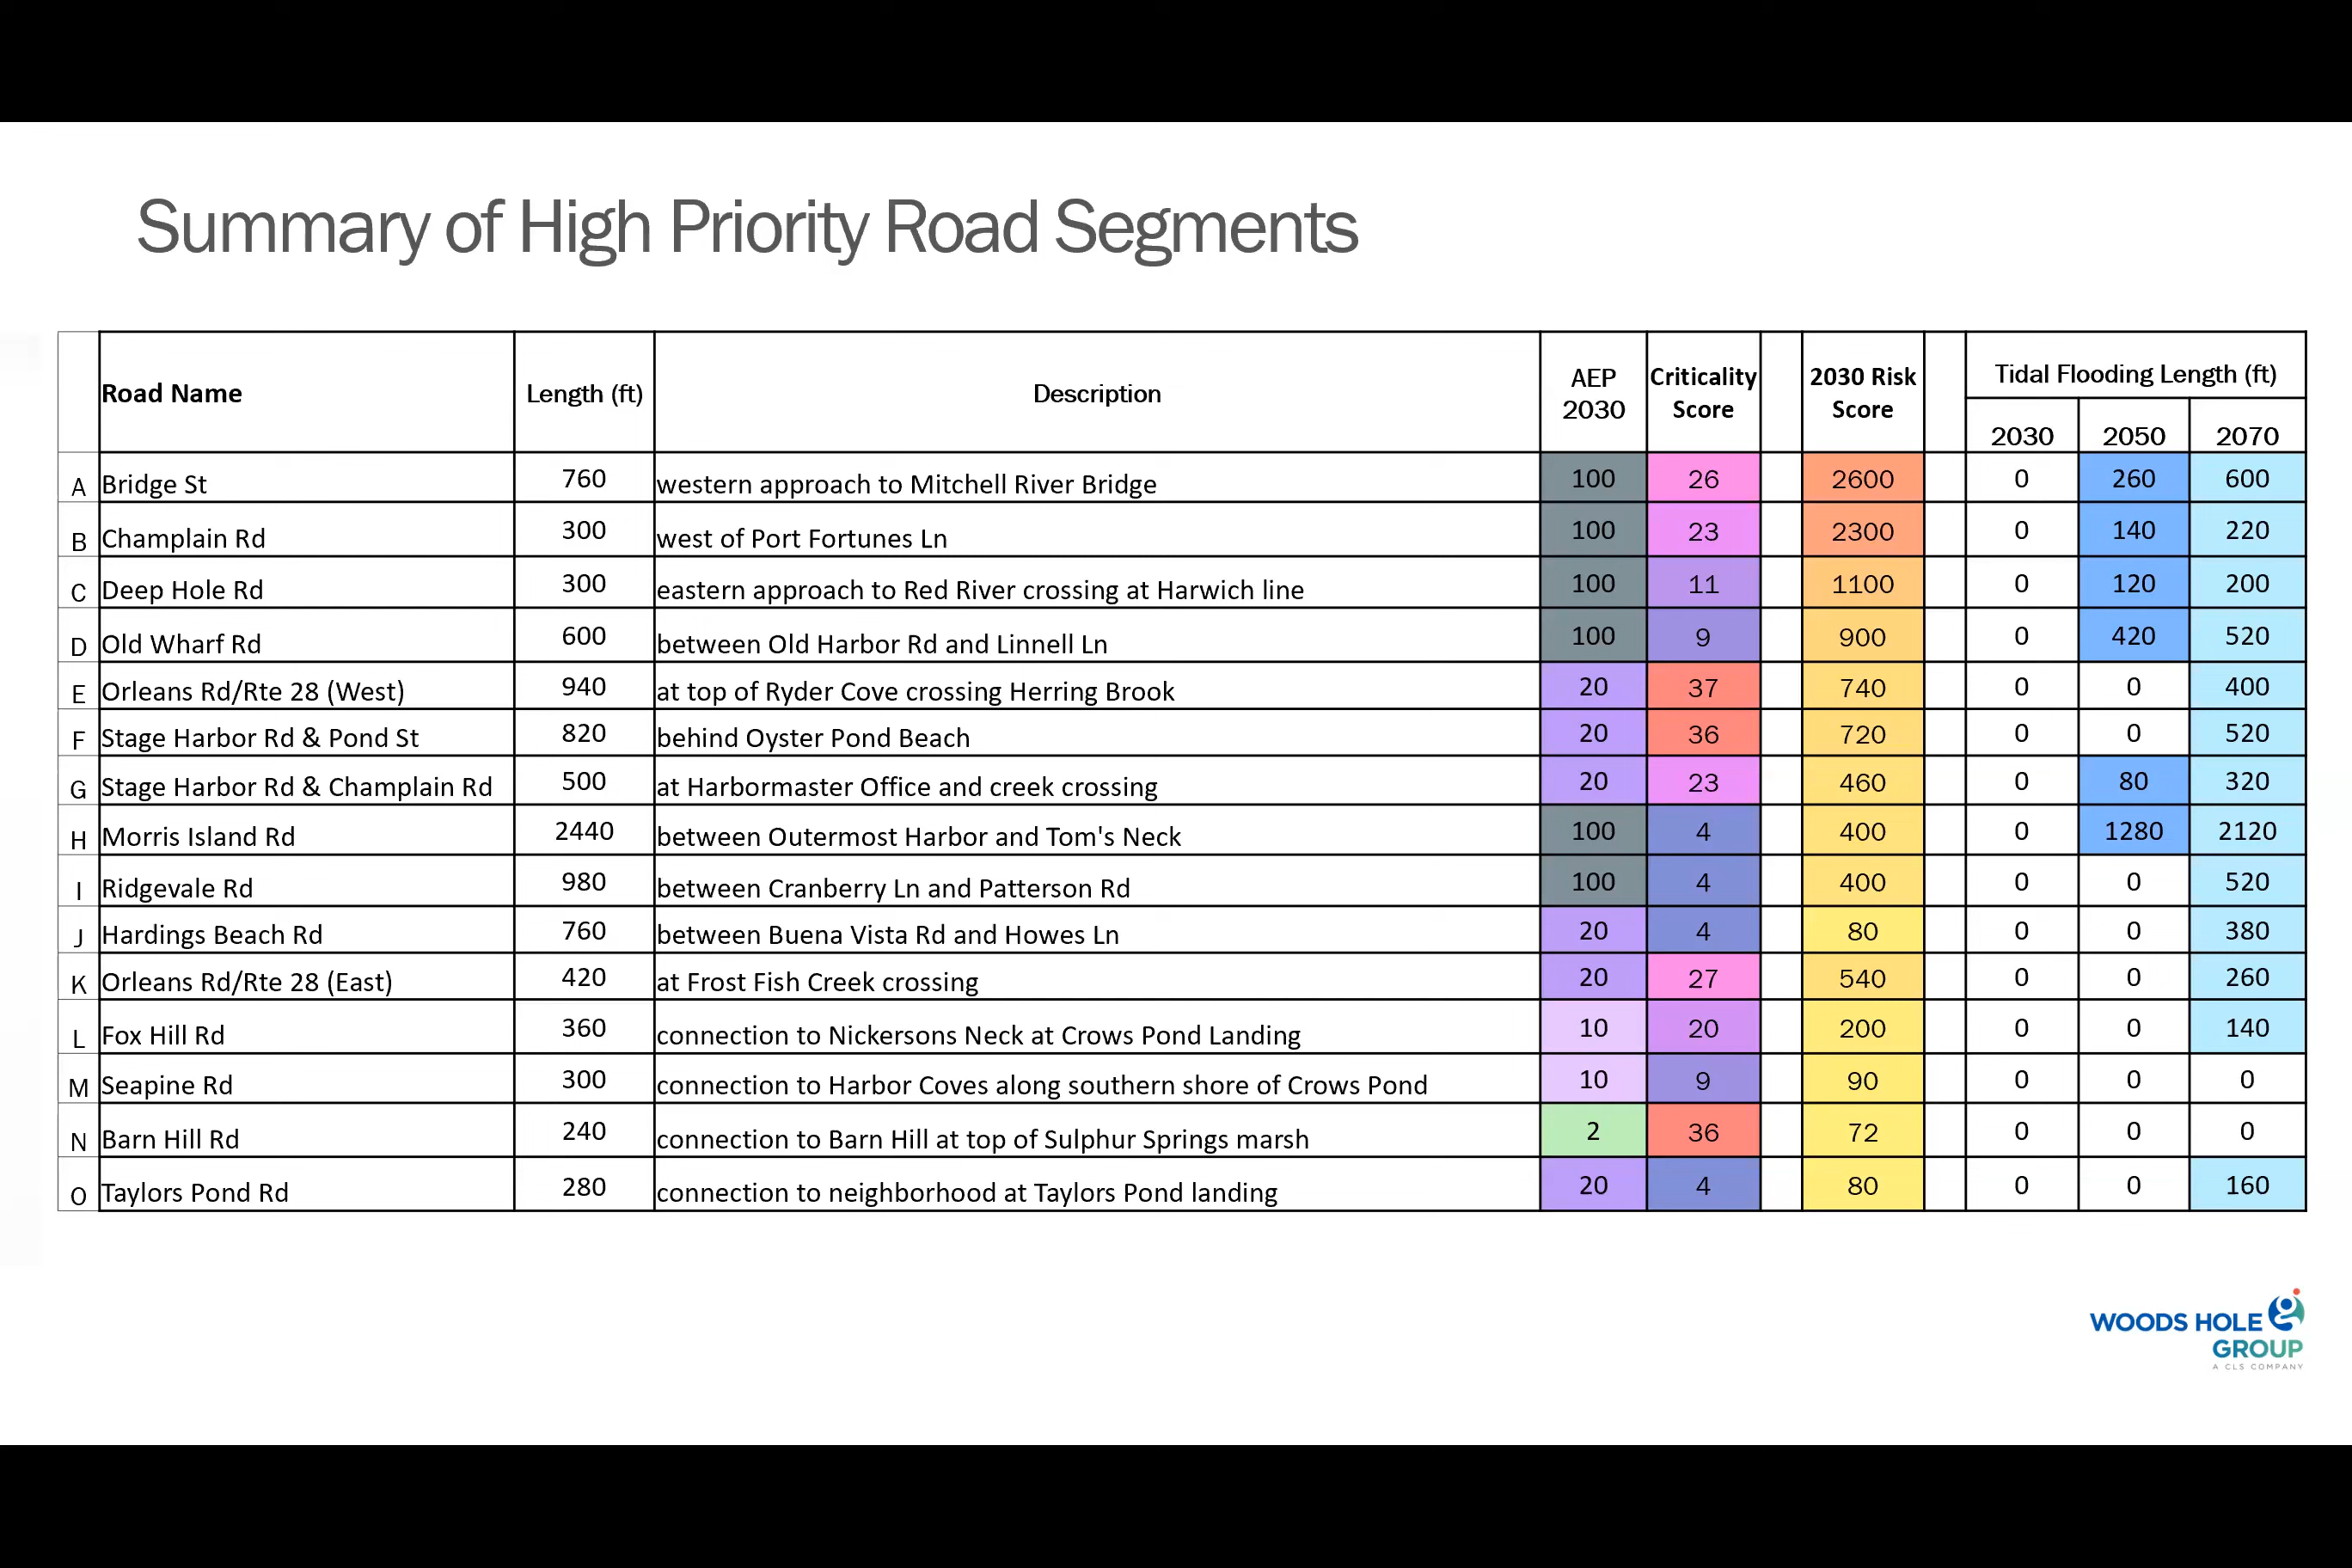 Summary of High Priority Road Segments
Road Name Length (ft) Description AEP 2030 Criticality Score 2030 Risk Score Tidal Flooding Length (ft)
2030 2050 2070
A Bridge St 760 western approach to Mitchell River Bridge 100 26 2600 0 260 600
B Champlain Rd 300 west of Port Fortunes Ln 100 23 2300 0 140 220
C Deep Hole Rd 300 eastern approach to Red River crossing at Harwich line 100 11 1100 0 120 200
D Old Wharf Rd 600 between Old Harbor Rd and Linnell Ln 100 9 900 0 420 520
E Orleans Rd/Rte 28 (West) 940 at top of Ryder Cove crossing Herring Brook 20 37 740 0 0 400
F Stage Harbor Rd & Pond St 820 behind Oyster Pond Beach 20 36 720 0 0 520
G Stage Harbor Rd & Champlain Rd 500 at Harbormaster Office and creek crossing 20 23 460 0 80 320
H Morris Island Rd 2440 between Outermost Harbor and Tom's Neck 100 4 400 0 1280 2120
I Ridgevale Rd 980 between Cranberry Ln and Patterson Rd 100 4 400 0 0 520
J Hardings Beach Rd 760 between Buena Vista Rd and Howes Ln 20 4 80 0 0 380
K Orleans Rd/Rte 28 (East) 420 at Frost Fish Creek crossing 20 27 540 0 0 260
L Fox Hill Rd 360 connection to Nickersons Neck at Crows Pond Landing 10 20 200 0 0 140
M Seapine Rd 300 connection to Harbor Coves along southern shore of Crows Pond 10 9 90 0 0 0
N Barn Hill Rd 240 connection to Barn Hill at top of Sulphur Springs marsh 2 36 72 0 0 0
O Taylors Pond Rd 280 connection to neighborhood at Taylors Pond landing 20 4 80 0 0 160
WOODS HOLE
GROUP
A CLS COMPANY